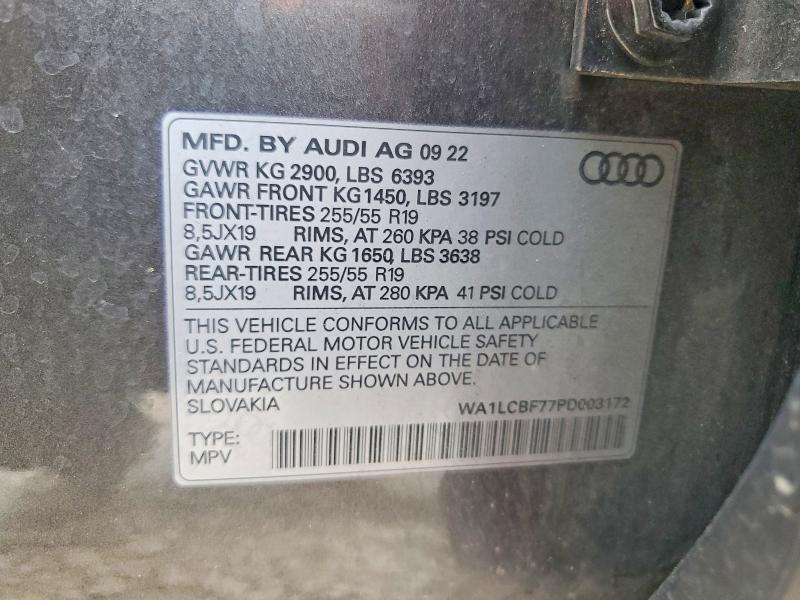 MFD. BY AUDI AG 09 22
GVWR KG 2900, LBS 6393
GAWR FRONT KG1450, LBS 3197
FRONT-TIRES 255/55 R19
8,5JX19 RIMS, AT 260 KPA 38 PSI COLD
GAWR REAR KG 1650, LBS 3638
REAR-TIRES 255/55 R19
8,5JX19 RIMS, AT 280 KPA 41 PSI COLD
THIS VEHICLE CONFORMS TO ALL APPLICABLE
U.S. FEDERAL MOTOR VEHICLE SAFETY
STANDARDS IN EFFECT ON THE DATE OF
MANUFACTURE SHOWN ABOVE.
SLOVAKIA WA1LCBF77PD003172
TYPE:
MPV